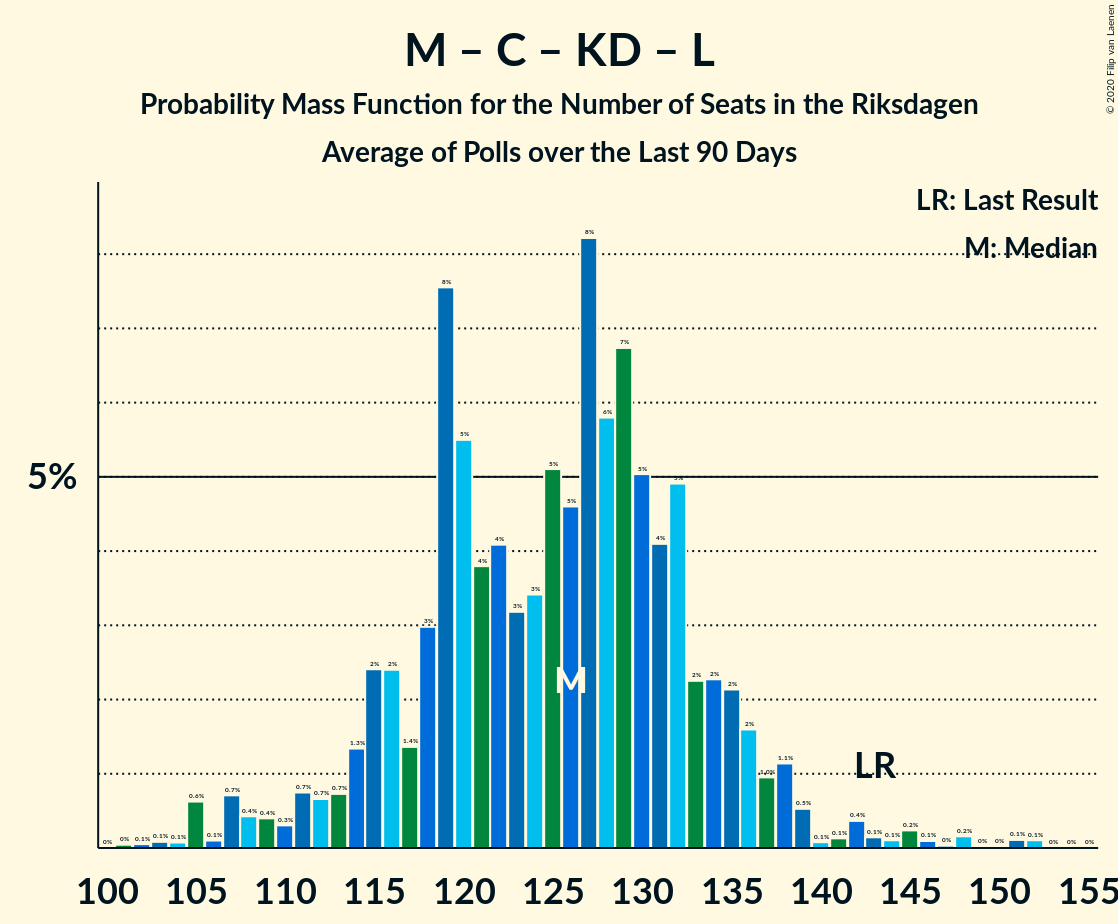 M – C – KD – L
Probability Mass Function for the Number of Seats in the Riksdagen
Average of Polls over the Last 90 Days
© 2020 Filip van Laenen
LR: Last Result
M: Median
5%
0% 0% 0.1% 0.1% 0.1% 0.6% 0.1% 0.7% 0.4% 0.4% 0.3% 0.7% 0.7% 0.7% 1.3% 2% 2% 1.4% 3% 8% 5% 4% 4% 3% 3% 5% 5% 8% 6% 7% 5% 4% 5% 2% 2% 2% 2% 1.0% 1.1% 0.5% 0.1% 0.1% 0.4% 0.1% 0.1% 0.2% 0.1% 0% 0.2% 0% 0% 0.1% 0.1% 0% 0% 0%
M
LR
100 105 110 115 120 125 130 135 140 145 150 155